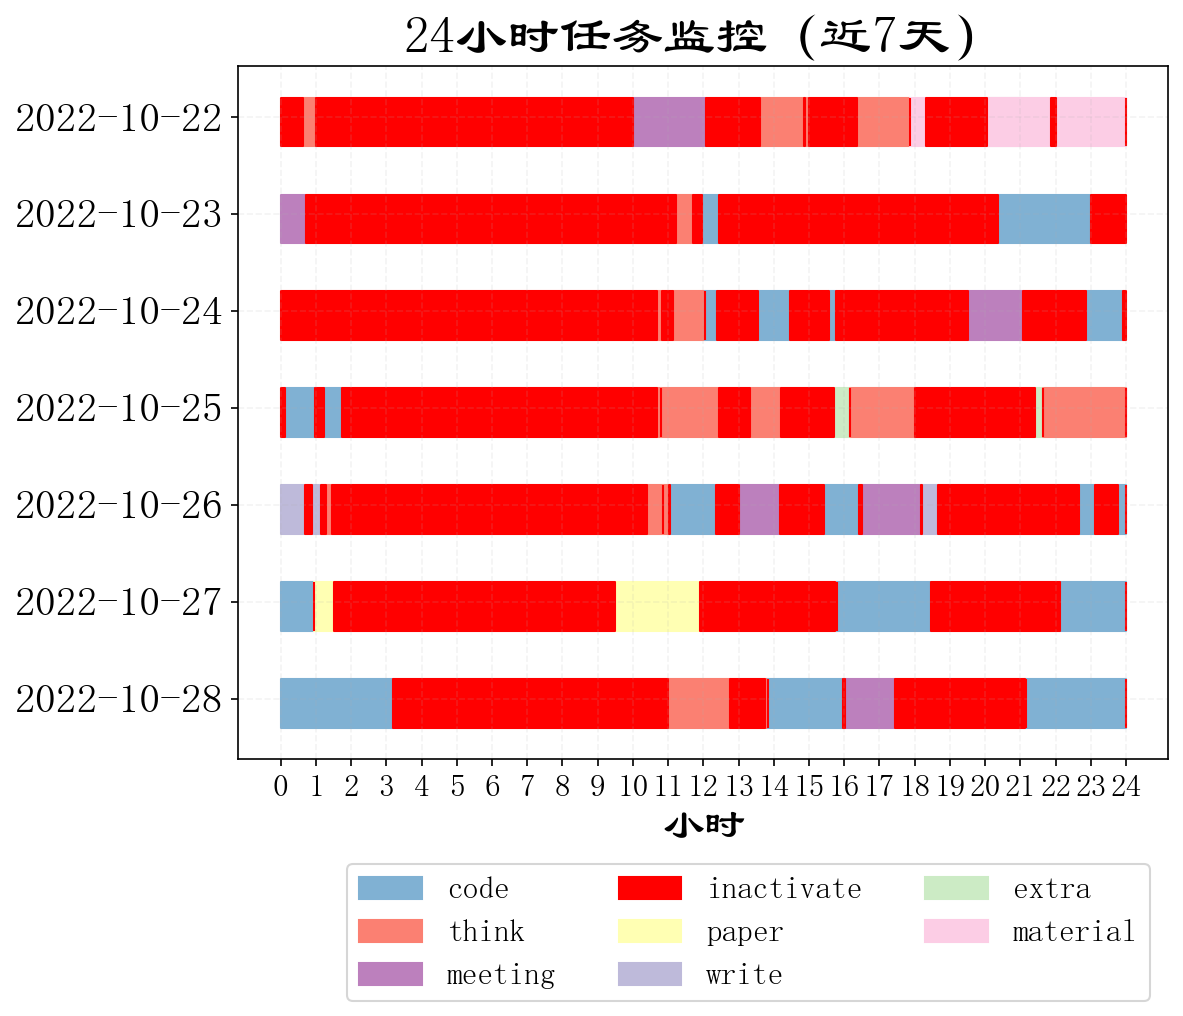 24小时任务监控 (近7天)
2022-10-22
2022-10-23
2022-10-24
2022-10-25
2022-10-26
2022-10-27
2022-10-28
0 1 2 3 4 5 6 7 8 9 10 11 12 13 14 15 16 17 18 19 20 21 22 23 24
小时
code inactivate extra
think paper material
meeting write